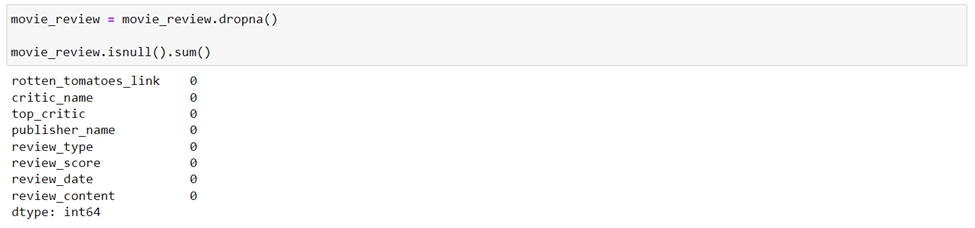 movie_review = movie_review.dropna()
movie_review.isnull().sum()
rotten_tomatoes_link    0
critic_name             0
top_critic              0
publisher_name          0
review_type             0
review_score            0
review_date             0
review_content          0
dtype: int64